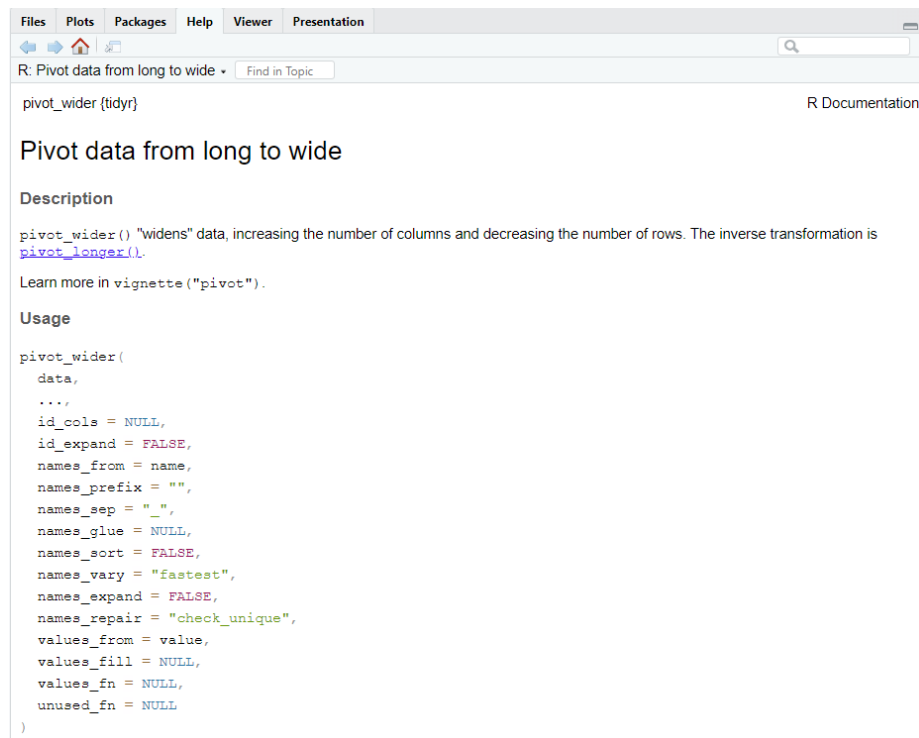 Files Plots Packages Help Viewer Presentation
R: Pivot data from long to wide Find in Topic
pivot_wider {tidyr} R Documentation
Pivot data from long to wide
Description
pivot_wider() "widens" data, increasing the number of columns and decreasing the number of rows. The inverse transformation is
pivot_longer().
Learn more in vignette("pivot").
Usage
pivot_wider(
  data,
  ...,
  id_cols = NULL,
  id_expand = FALSE,
  names_from = name,
  names_prefix = "",
  names_sep = "_",
  names_glue = NULL,
  names_sort = FALSE,
  names_vary = "fastest",
  names_expand = FALSE,
  names_repair = "check_unique",
  values_from = value,
  values_fill = NULL,
  values_fn = NULL,
  unused_fn = NULL
)